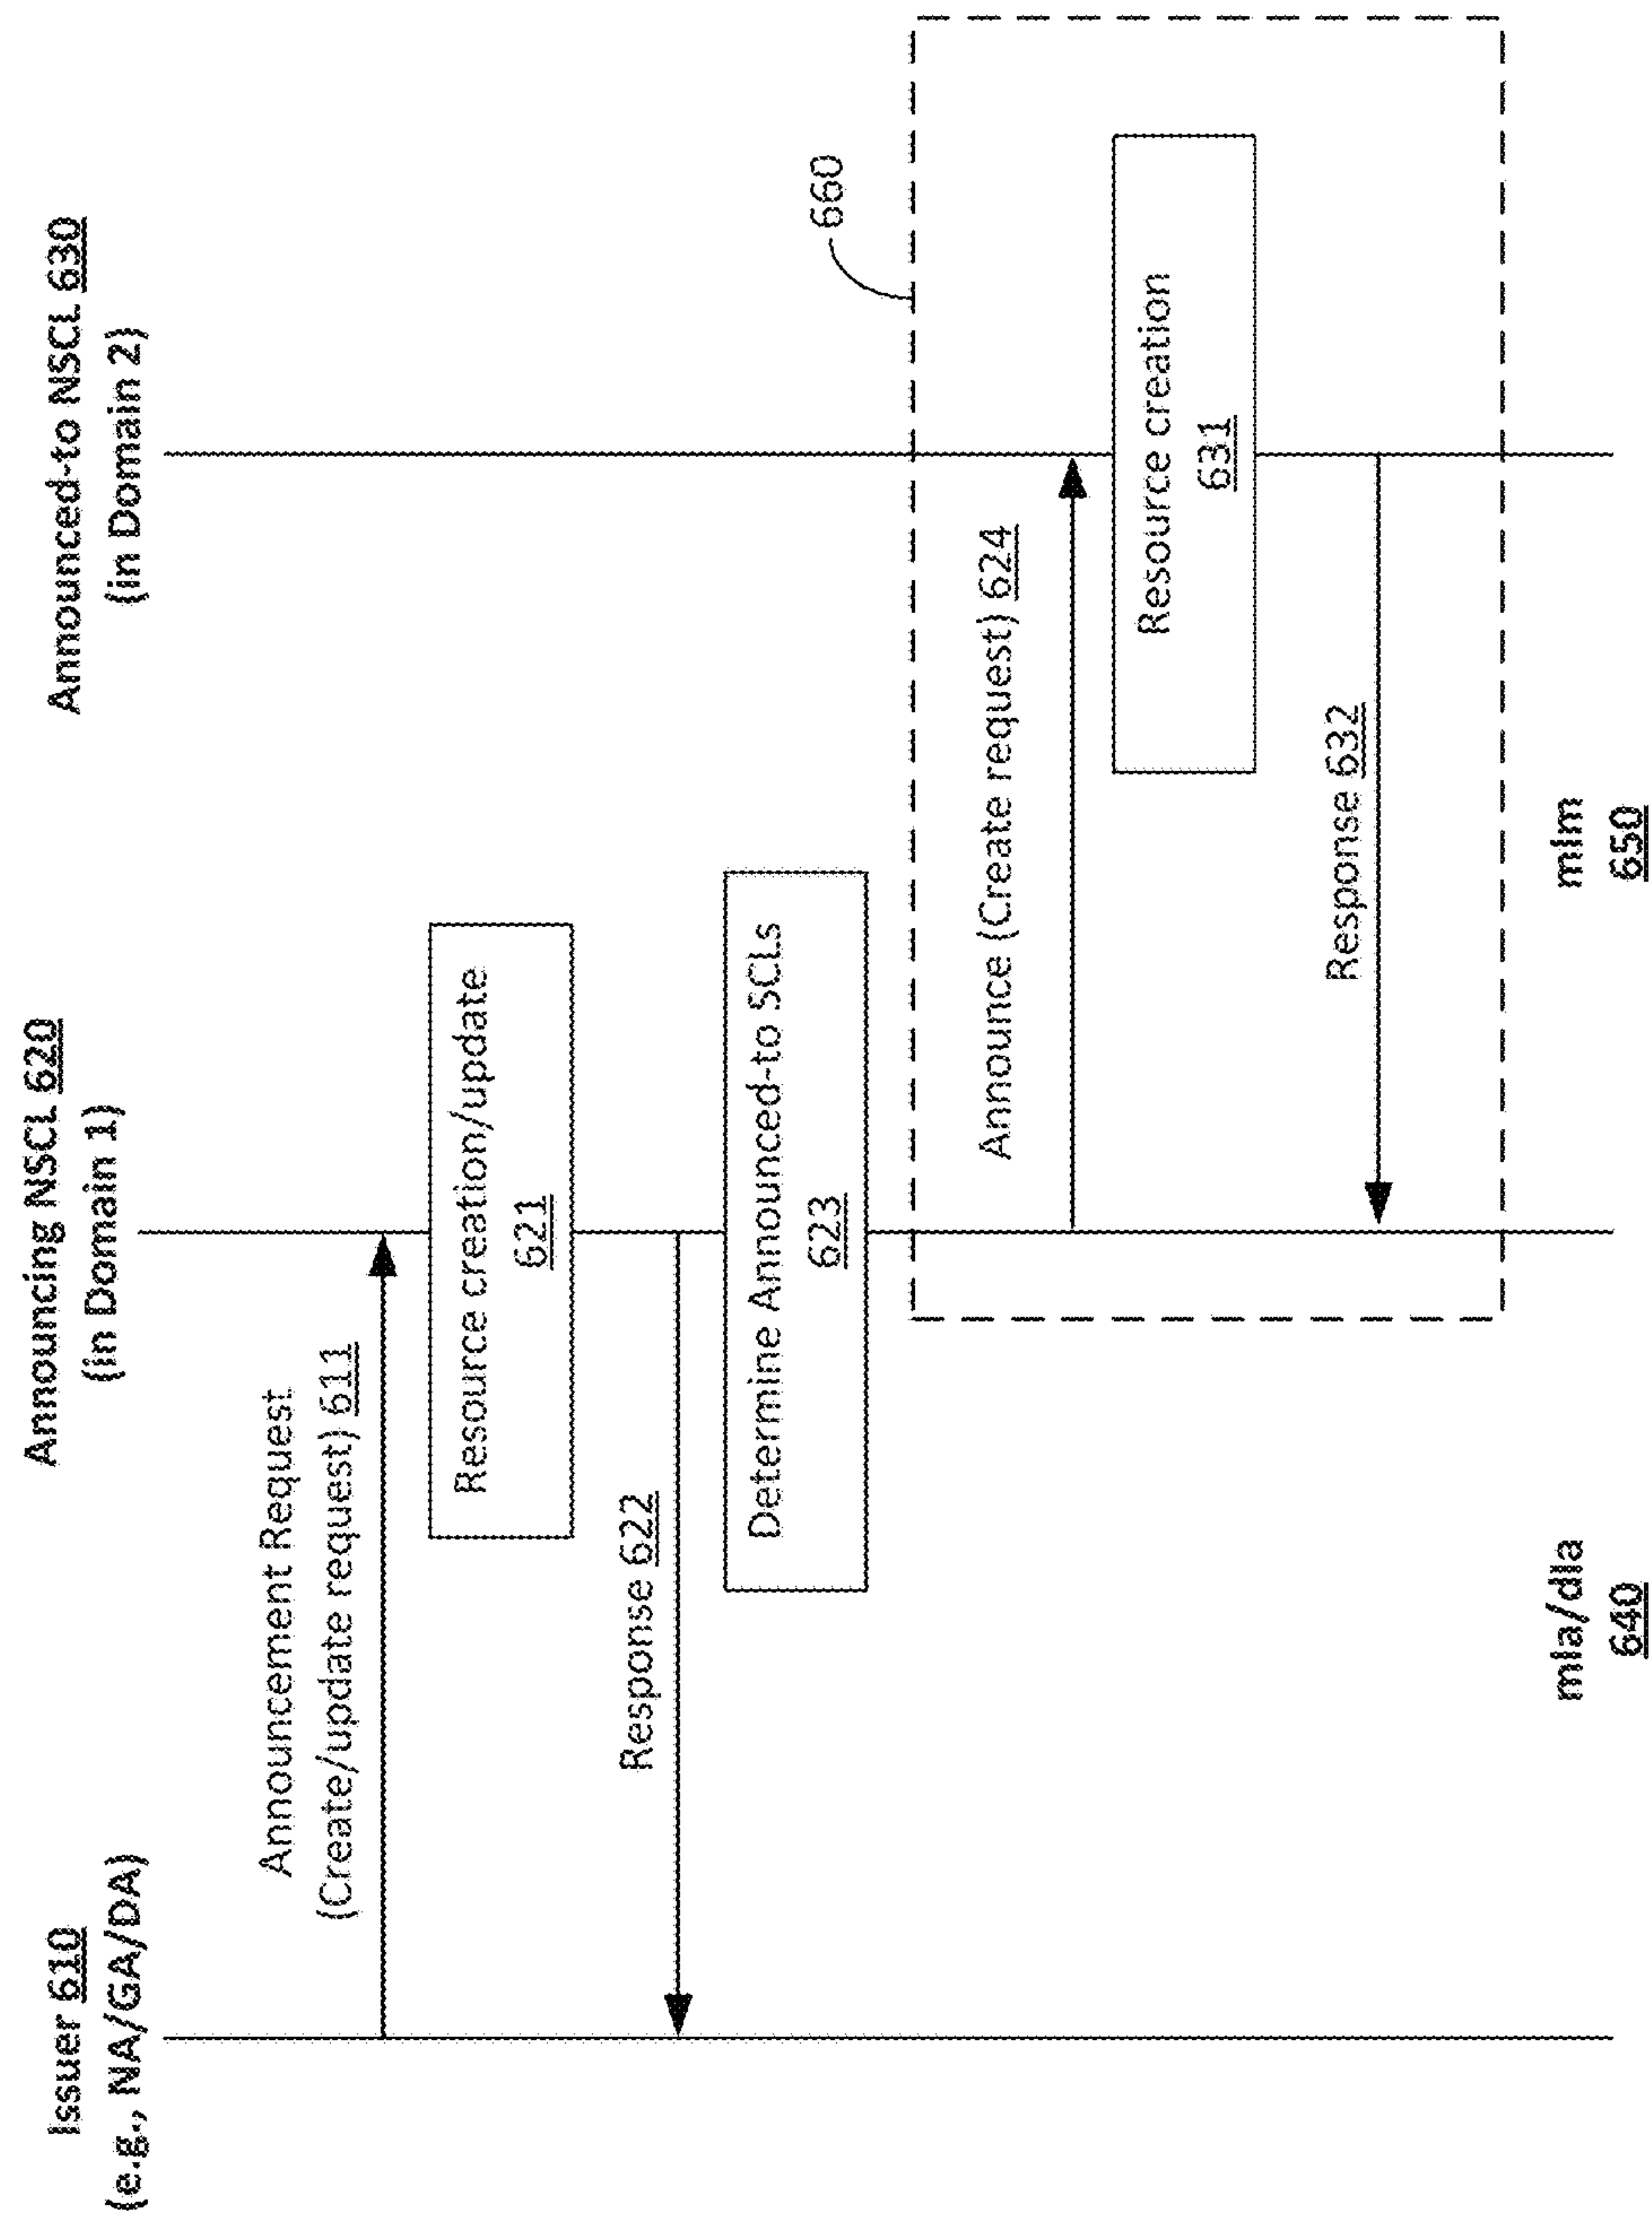 Issuer 610
(e.g., NA/GA/DA)
Announcing NSCL 620
(in Domain 1)
Announced-to NSCL 630
(in Domain 2)
Announcement Request
(Create/update request) 611
Resource creation/update
621
Response 622
Determine Announced-to SCLs
623
660
Announce (Create request) 624
Resource creation
631
Response 632
mIa/dIa
640
mIm
650